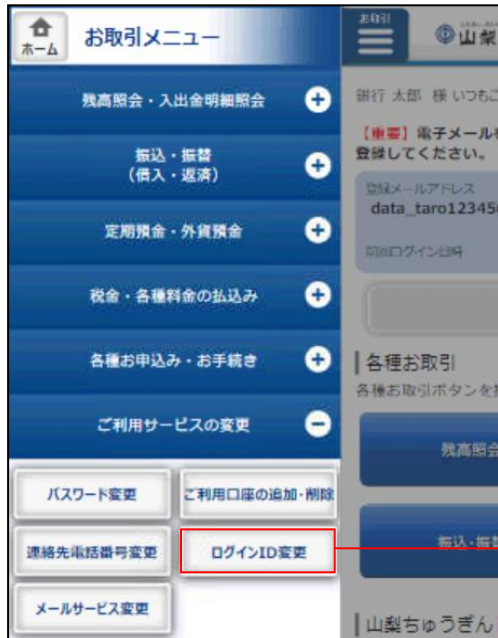 ホーム
お取引メニュー
残高照会・入出金明細照会
振込・振替
(借入・返済)
定期預金・外貨預金
税金・各種料金の払込み
各種お申込み・お手続き
ご利用サービスの変更
パスワード変更
ご利用口座の追加・削除
連絡先電話番号変更
ログインID変更
メールサービス変更
お取引
山梨
銀行 太郎 様 いつもご
【重要】電子メールを
登録してください。
登録メールアドレス
data_taro123456
前回ログイン日時
各種お取引
各種お取引ボタンを押
残高照会
振込・振替
山梨ちゅうぎん